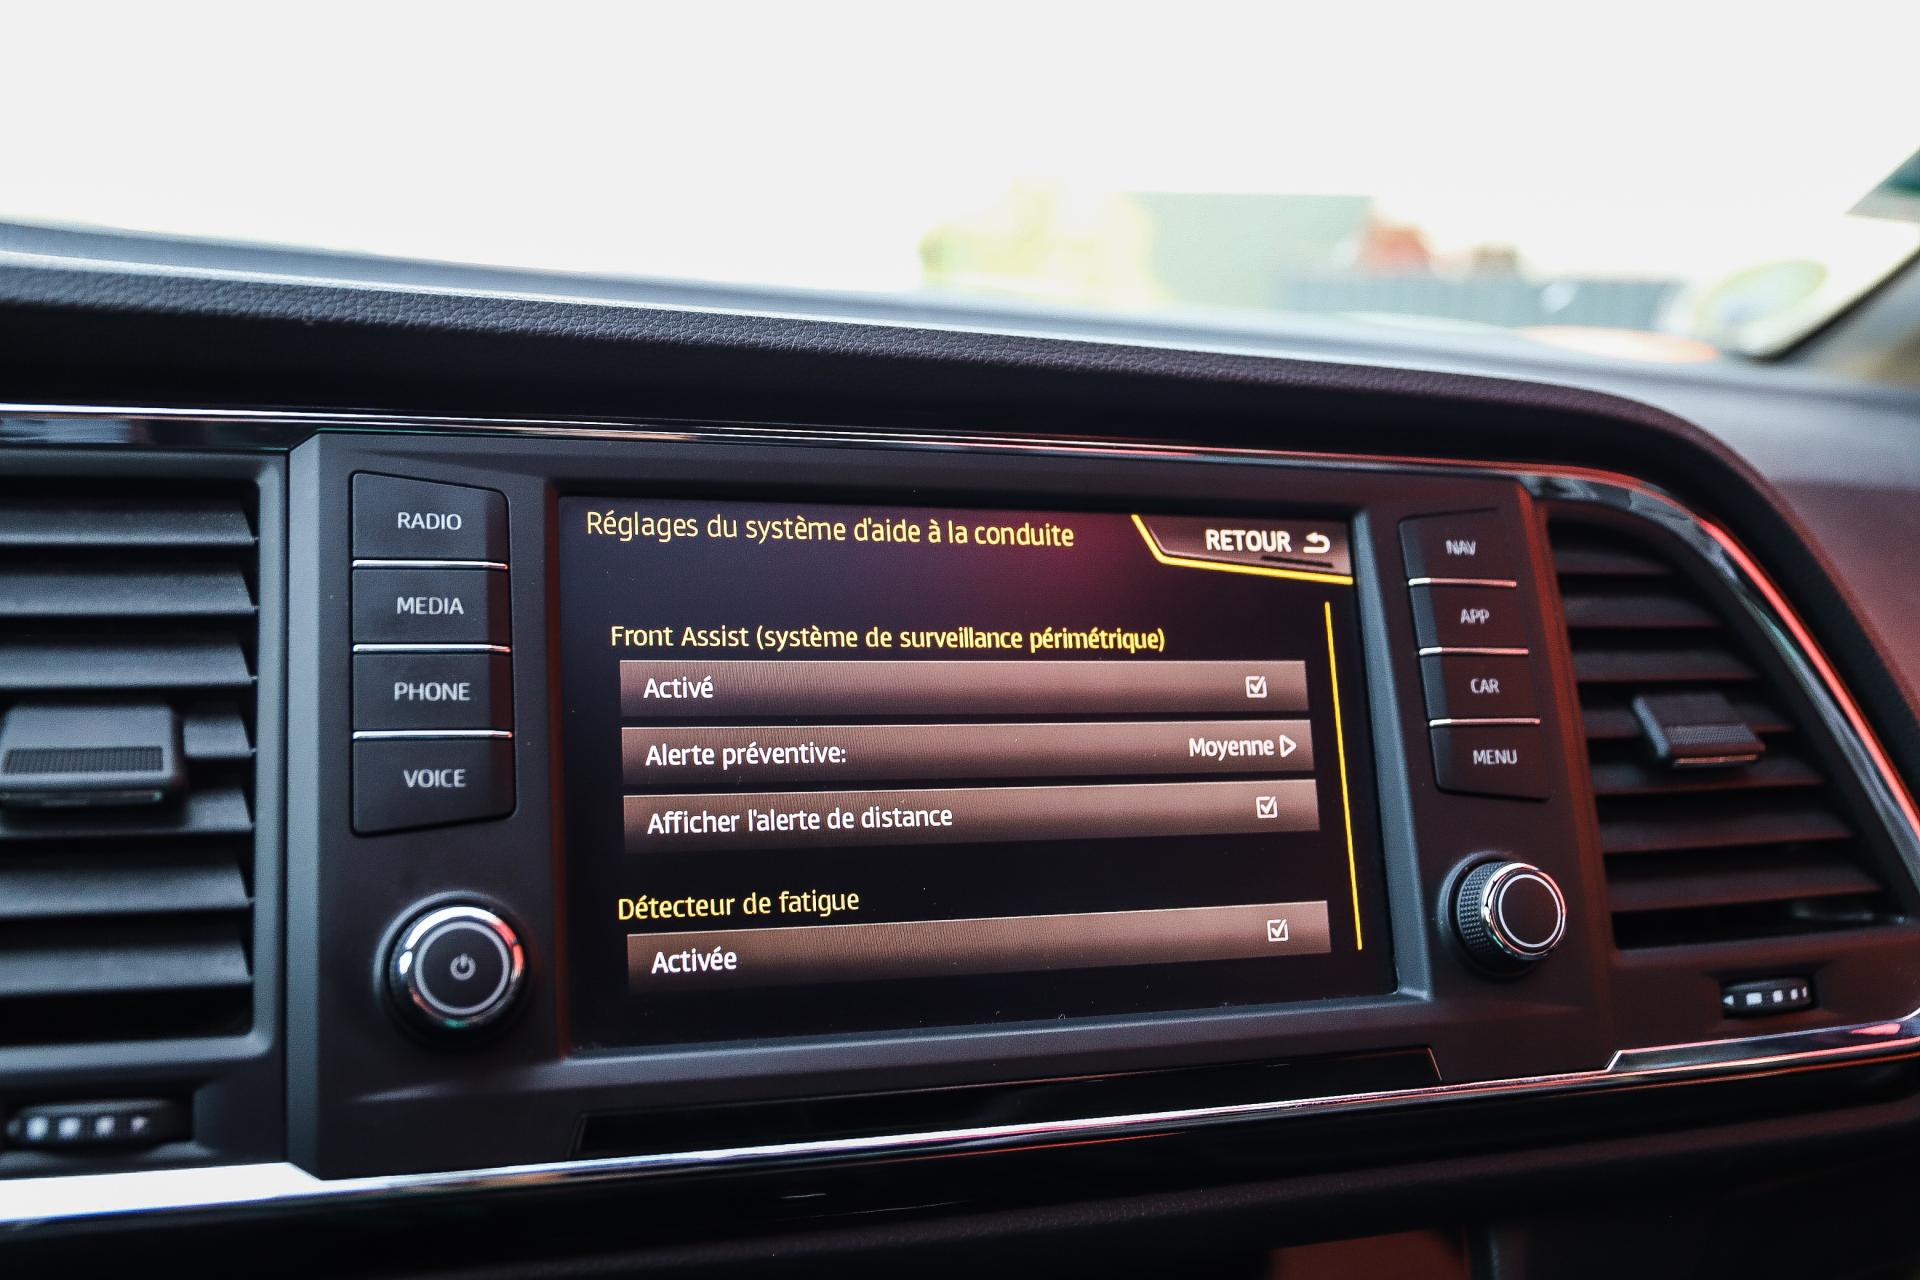 RADIO
MEDIA
PHONE
VOICE
Réglages du système d'aide à la conduite
RETOUR
Front Assist (système de surveillance périmétrique)
Activé
Alerte préventive: Moyenne
Afficher l'alerte de distance
Détecteur de fatigue
Activée
NAV
APP
CAR
MENU